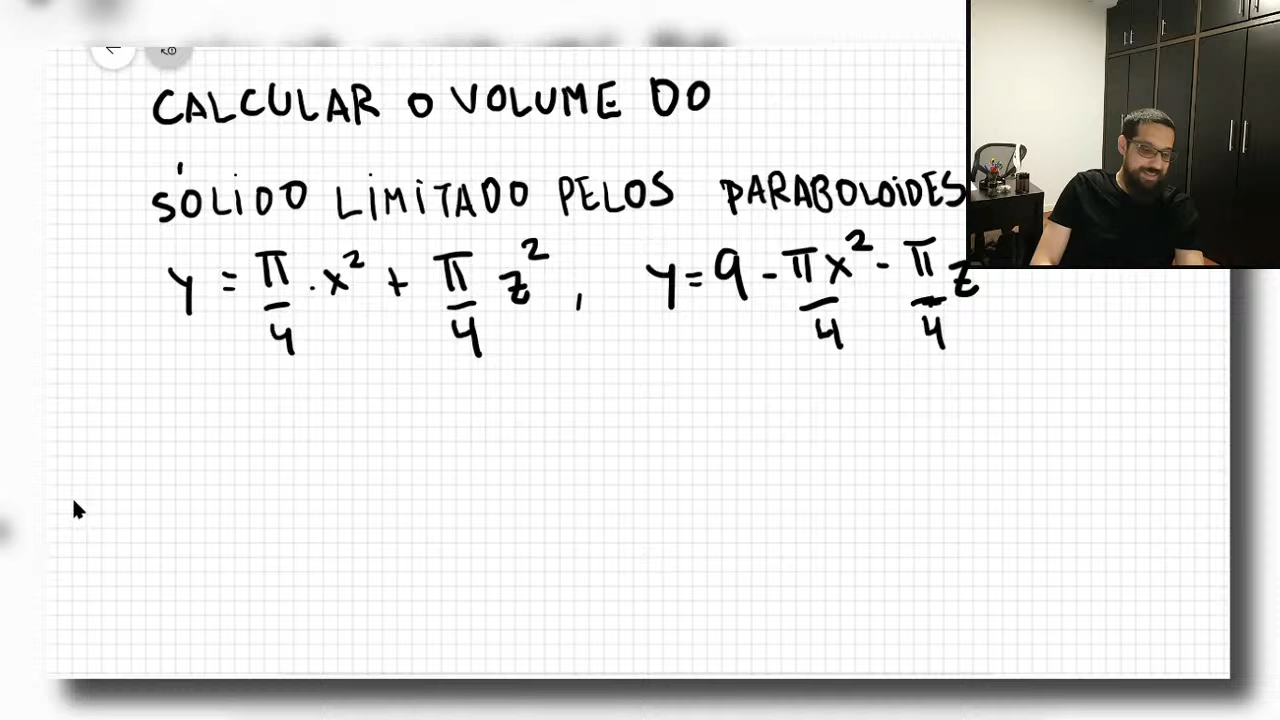 CALCULAR O VOLUME DO
SÓLIDO LIMITADO PELOS PARABOLOIDES
y = π/4 · x² + π/4 z² , y = 9 - π/4 x² - π/4 z